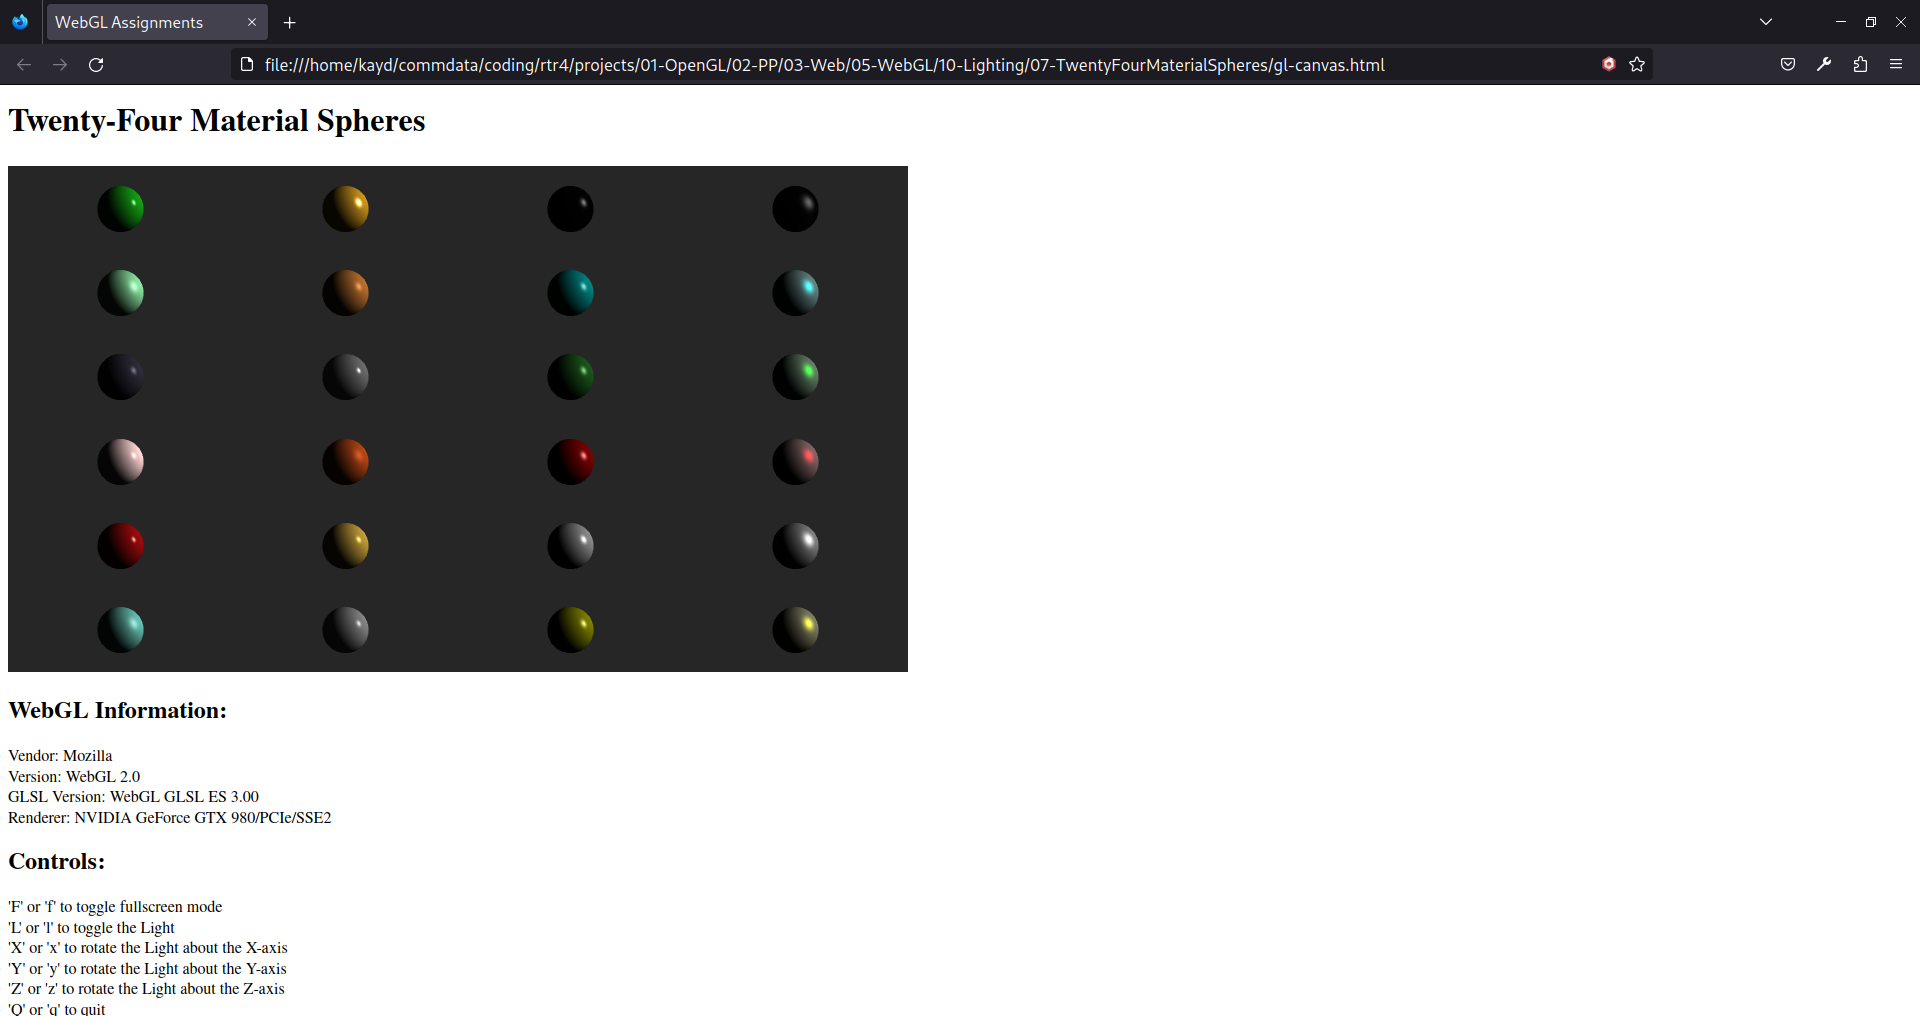 WebGL Assignments
file:///home/kayd/commdata/coding/rtr4/projects/01-OpenGL/02-PP/03-Web/05-WebGL/10-Lighting/07-TwentyFourMaterialSpheres/gl-canvas.html
Twenty-Four Material Spheres
WebGL Information:
Vendor: Mozilla
Version: WebGL 2.0
GLSL Version: WebGL GLSL ES 3.00
Renderer: NVIDIA GeForce GTX 980/PCIe/SSE2
Controls:
'F' or 'f' to toggle fullscreen mode
'L' or 'l' to toggle the Light
'X' or 'x' to rotate the Light about the X-axis
'Y' or 'y' to rotate the Light about the Y-axis
'Z' or 'z' to rotate the Light about the Z-axis
'Q' or 'q' to quit